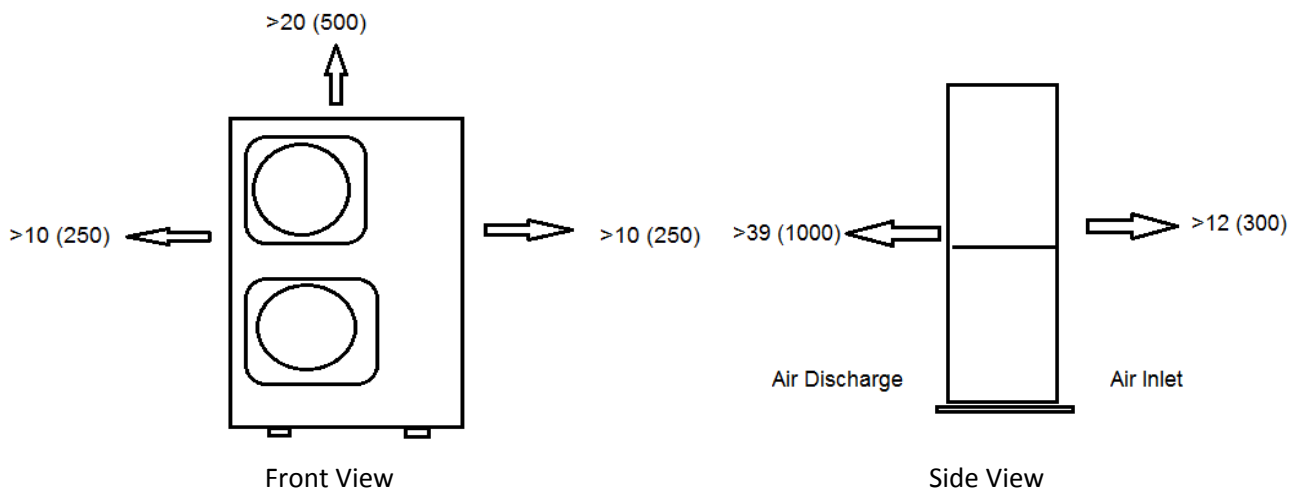 >20 (500)
>10 (250)
>10 (250)
Front View
>39 (1000)
>12 (300)
Air Discharge
Air Inlet
Side View